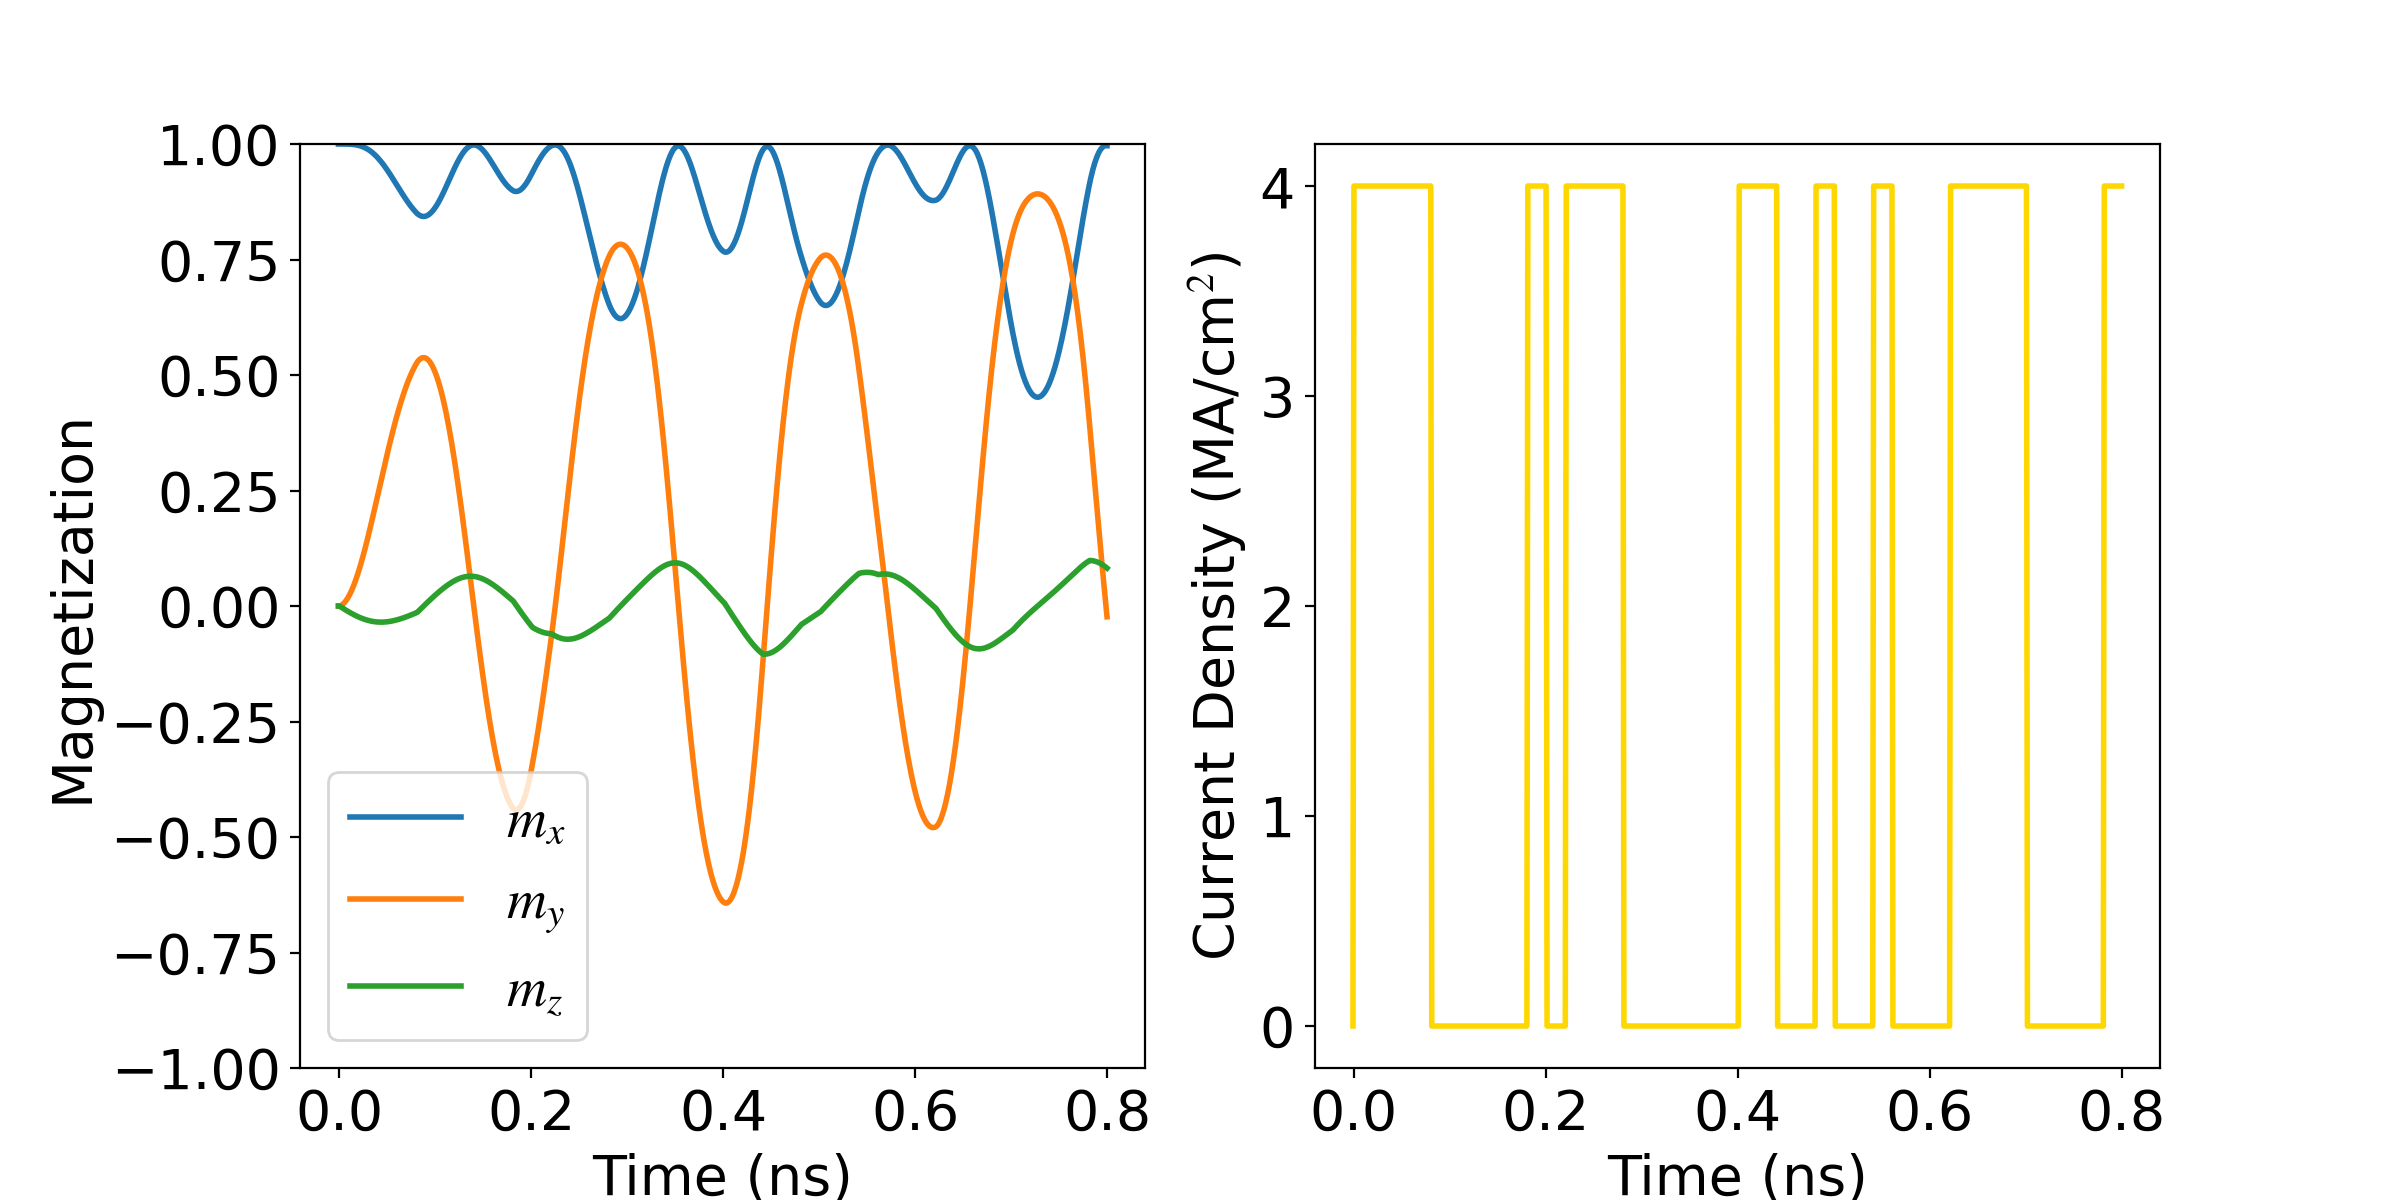 1.00
0.75
0.50
0.25
0.00
−0.25
−0.50
−0.75
−1.00
Magnetization
m_x
m_y
m_z
0.0 0.2 0.4 0.6 0.8
Time (ns)
4
3
2
1
0
Current Density (MA/cm²)
0.0 0.2 0.4 0.6 0.8
Time (ns)